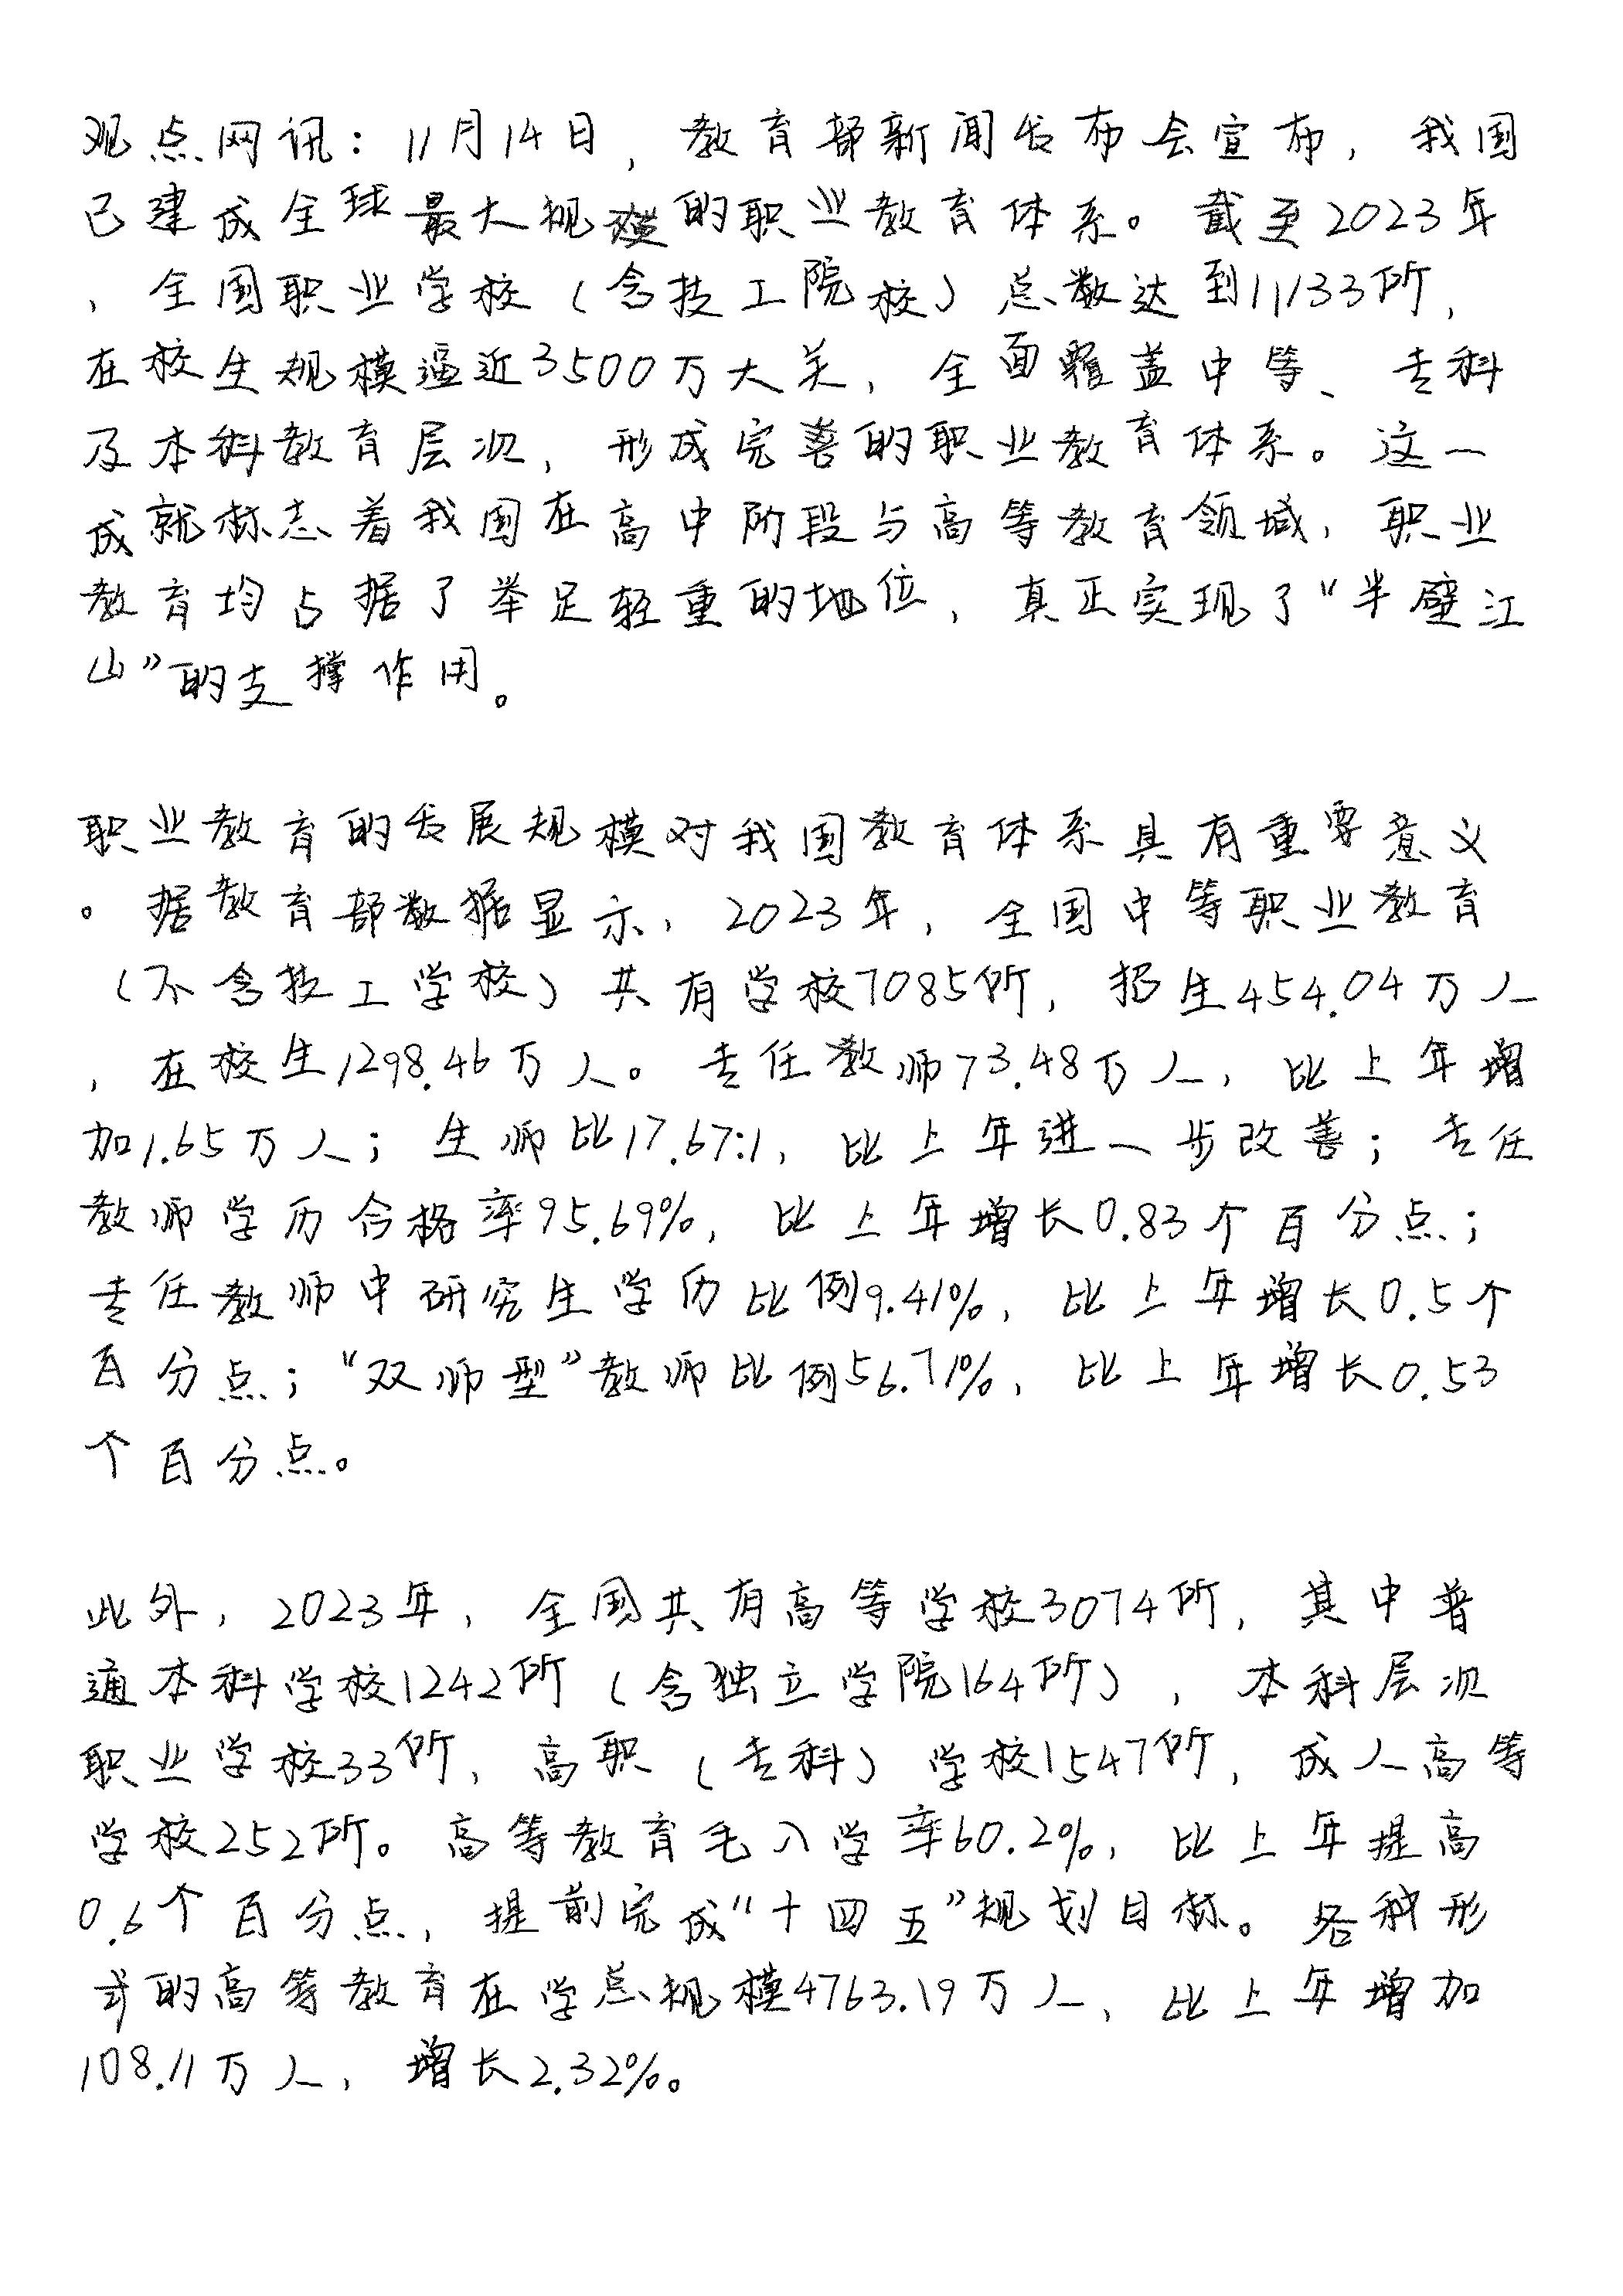 观点网讯：11月14日，教育部新闻发布会宣布，我国
已建成全球最大规模的职业教育体系。截至2023年
，全国职业学校（含技工院校）总数达到11133所，
在校生规模逼近3500万大关，全面覆盖中等、专科
及本科教育层次，形成完善的职业教育体系。这一
成就标志着我国在高中阶段与高等教育领域，职业
教育均占据了举足轻重的地位，真正实现了“半壁江
山”的支撑作用。
职业教育的发展规模对我国教育体系具有重要意义
。据教育部数据显示，2023年，全国中等职业教育
（不含技工学校）共有学校7085所，招生454.04万人
，在校生1298.46万人。专任教师73.48万人，比上年增
加1.65万人；生师比17.67:1，比上年进一步改善；专任
教师学历合格率95.69%，比上年增长0.83个百分点；
专任教师中研究生学历比例9.41%，比上年增长0.5个
百分点；“双师型”教师比例56.71%，比上年增长0.53
个百分点。
此外，2023年，全国共有高等学校3074所，其中普
通本科学校1242所（含独立学院164所），本科层次
职业学校33所，高职（专科）学校1547所，成人高等
学校252所。高等教育毛入学率60.2%，比上年提高
0.6个百分点，提前完成“十四五”规划目标。各种形
式的高等教育在学总规模4763.19万人，比上年增加
108.11万人，增长2.32%。